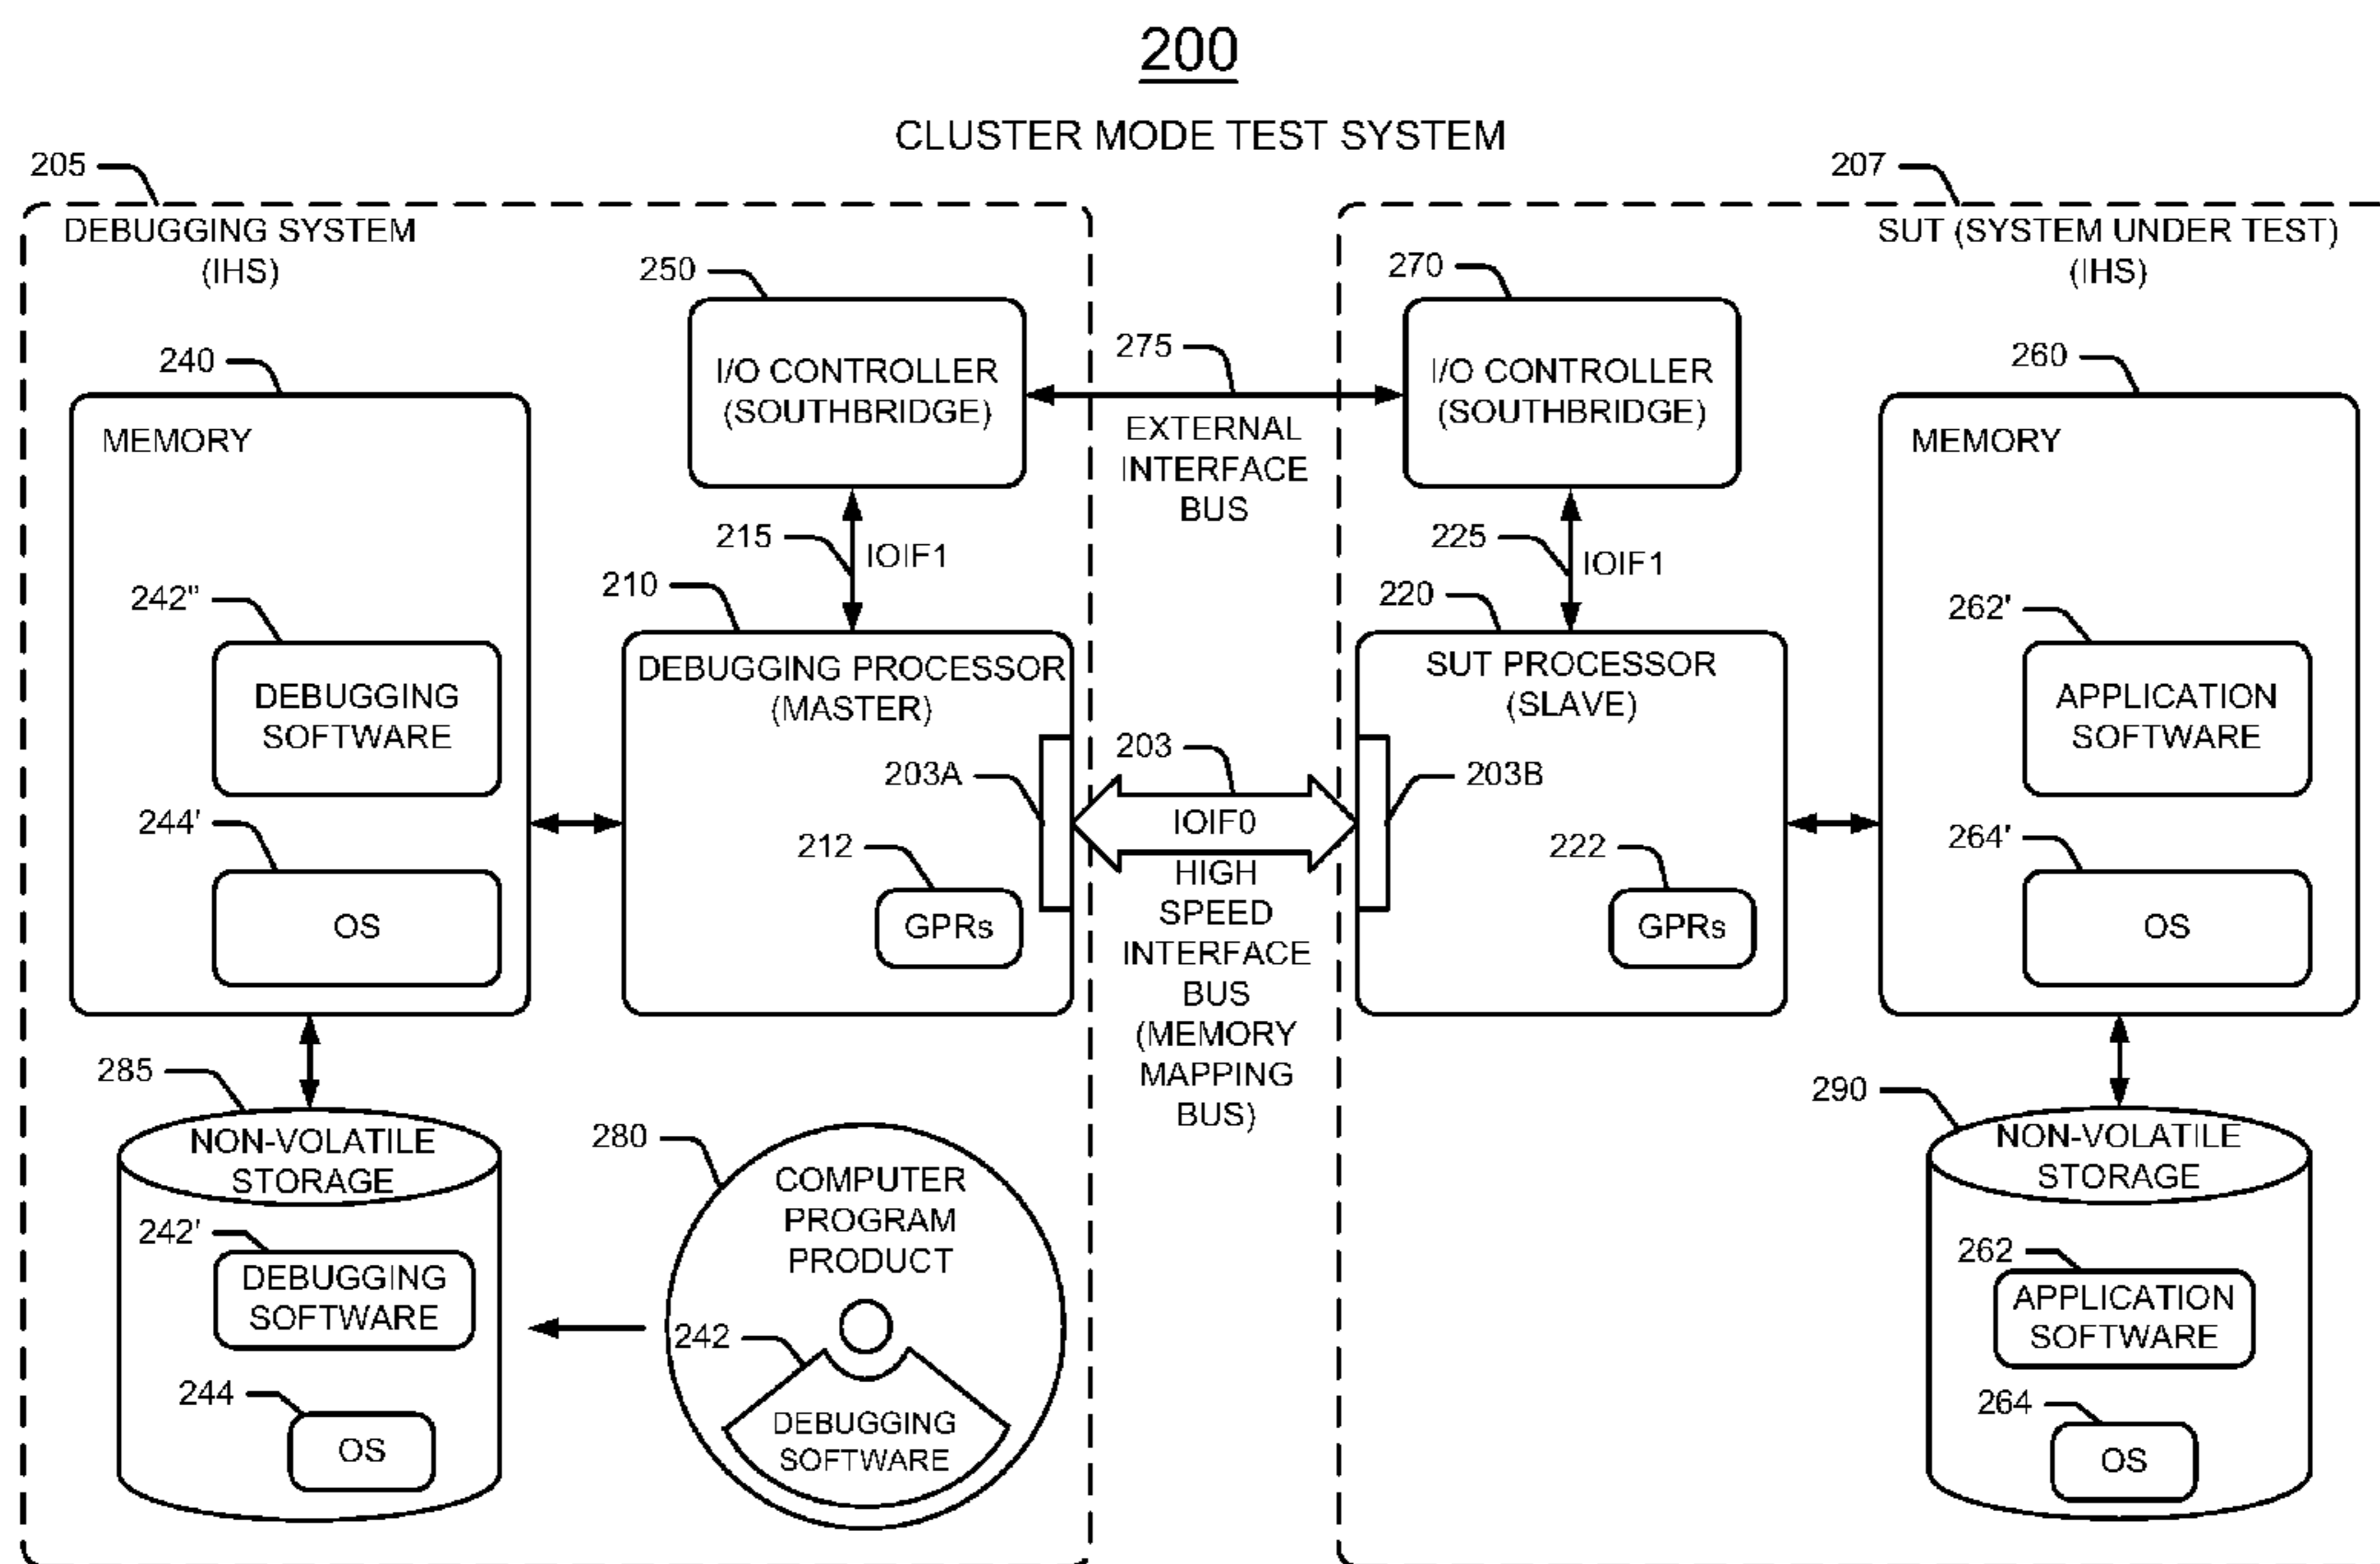 200
CLUSTER MODE TEST SYSTEM
205
DEBUGGING SYSTEM
(IHS)
250
I/O CONTROLLER
(SOUTHBRIDGE)
240
MEMORY
242"
DEBUGGING
SOFTWARE
244'
OS
215
IOIF1
210
DEBUGGING PROCESSOR
(MASTER)
203A
212
GPRs
285
NON-VOLATILE
STORAGE
242'
DEBUGGING
SOFTWARE
244
OS
280
COMPUTER
PROGRAM
PRODUCT
242
DEBUGGING
SOFTWARE
275
EXTERNAL
INTERFACE
BUS
203
IOIF0
HIGH
SPEED
INTERFACE
BUS
(MEMORY
MAPPING
BUS)
207
SUT (SYSTEM UNDER TEST)
(IHS)
270
I/O CONTROLLER
(SOUTHBRIDGE)
225
IOIF1
220
SUT PROCESSOR
(SLAVE)
203B
222
GPRs
260
MEMORY
262'
APPLICATION
SOFTWARE
264'
OS
290
NON-VOLATILE
STORAGE
262
APPLICATION
SOFTWARE
264
OS